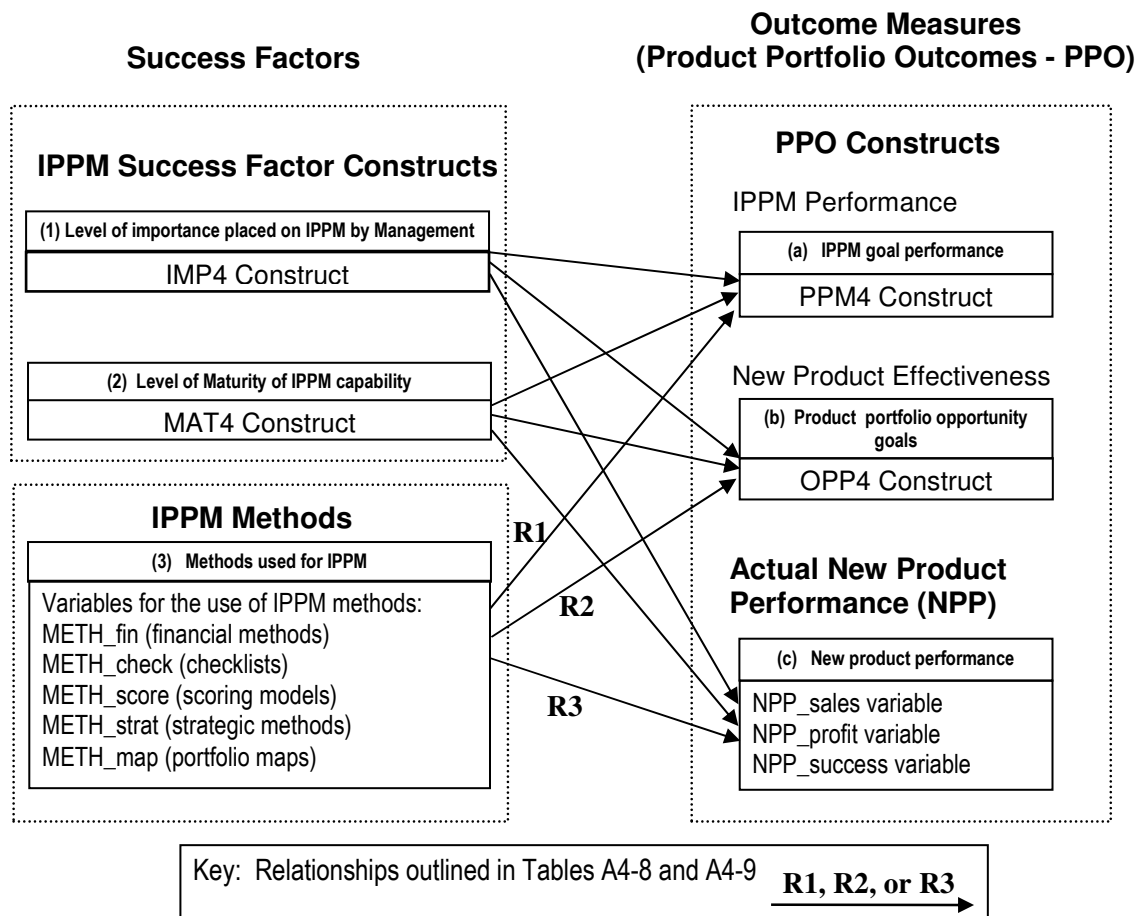 Success Factors
Outcome Measures
(Product Portfolio Outcomes - PPO)
IPPM Success Factor Constructs
(1) Level of importance placed on IPPM by Management
IMP4 Construct
(2) Level of Maturity of IPPM capability
MAT4 Construct
IPPM Methods
(3) Methods used for IPPM
Variables for the use of IPPM methods:
METH_fin (financial methods)
METH_check (checklists)
METH_score (scoring models)
METH_strat (strategic methods)
METH_map (portfolio maps)
R1
R2
R3
PPO Constructs
IPPM Performance
(a) IPPM goal performance
PPM4 Construct
New Product Effectiveness
(b) Product portfolio opportunity
goals
OPP4 Construct
Actual New Product
Performance (NPP)
(c) New product performance
NPP_sales variable
NPP_profit variable
NPP_success variable
Key: Relationships outlined in Tables A4-8 and A4-9
R1, R2, or R3